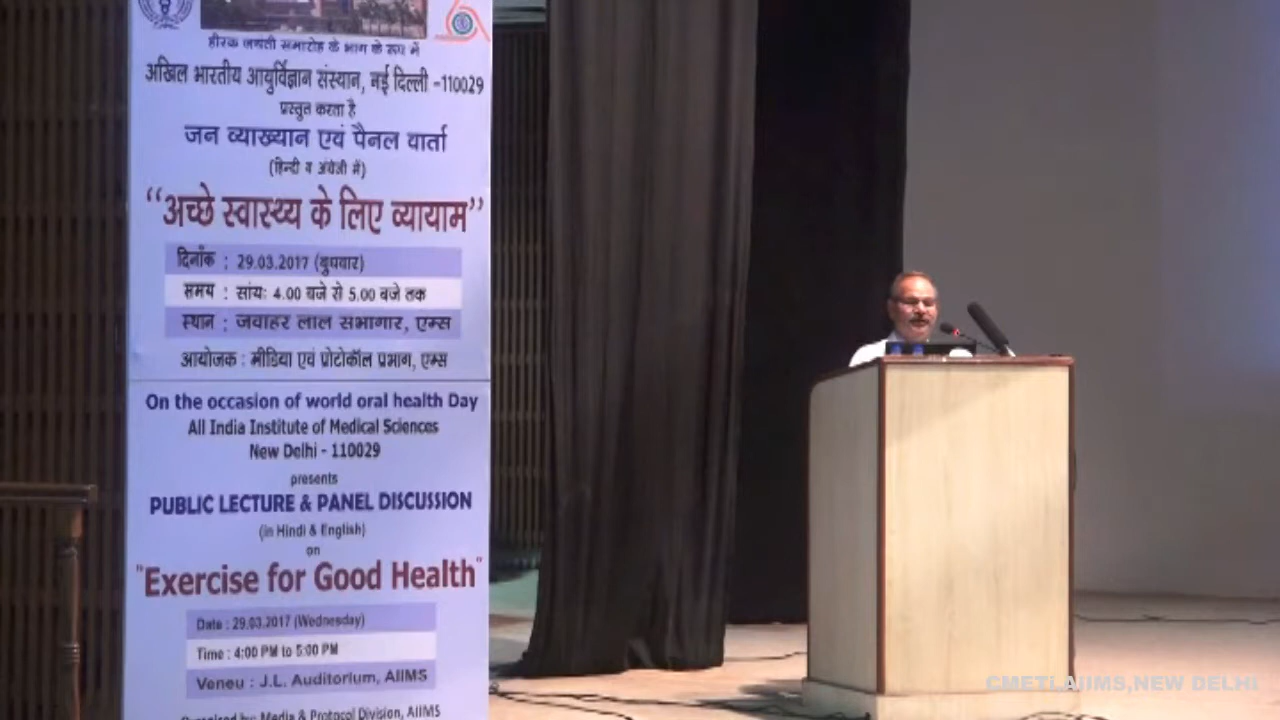 हीरक जयंती समारोह के भाग के रूप में
अखिल भारतीय आयुर्विज्ञान संस्थान, नई दिल्ली -110029
प्रस्तुत करता है
जन व्याख्यान एवं पैनल वार्ता
(हिन्दी व अंग्रेजी में)
“अच्छे स्वास्थ्य के लिए व्यायाम”
दिनाँक : 29.03.2017 (बुधवार)
समय : सांयः 4.00 बजे से 5.00 बजे तक
स्थान : जवाहर लाल सभागार, एम्स
आयोजक : मीडिया एवं प्रोटोकॉल प्रभाग, एम्स
On the occasion of world oral health Day
All India Institute of Medical Sciences
New Delhi - 110029
presents
PUBLIC LECTURE & PANEL DISCUSSION
(in Hindi & English)
on
"Exercise for Good Health"
Date : 29.03.2017 (Wednesday)
Time : 4:00 PM to 5:00 PM
Veneu : J.L. Auditorium, AIIMS
Organised by: Media & Protocol Division, AIIMS
CMETi,AIIMS,NEW DELHI